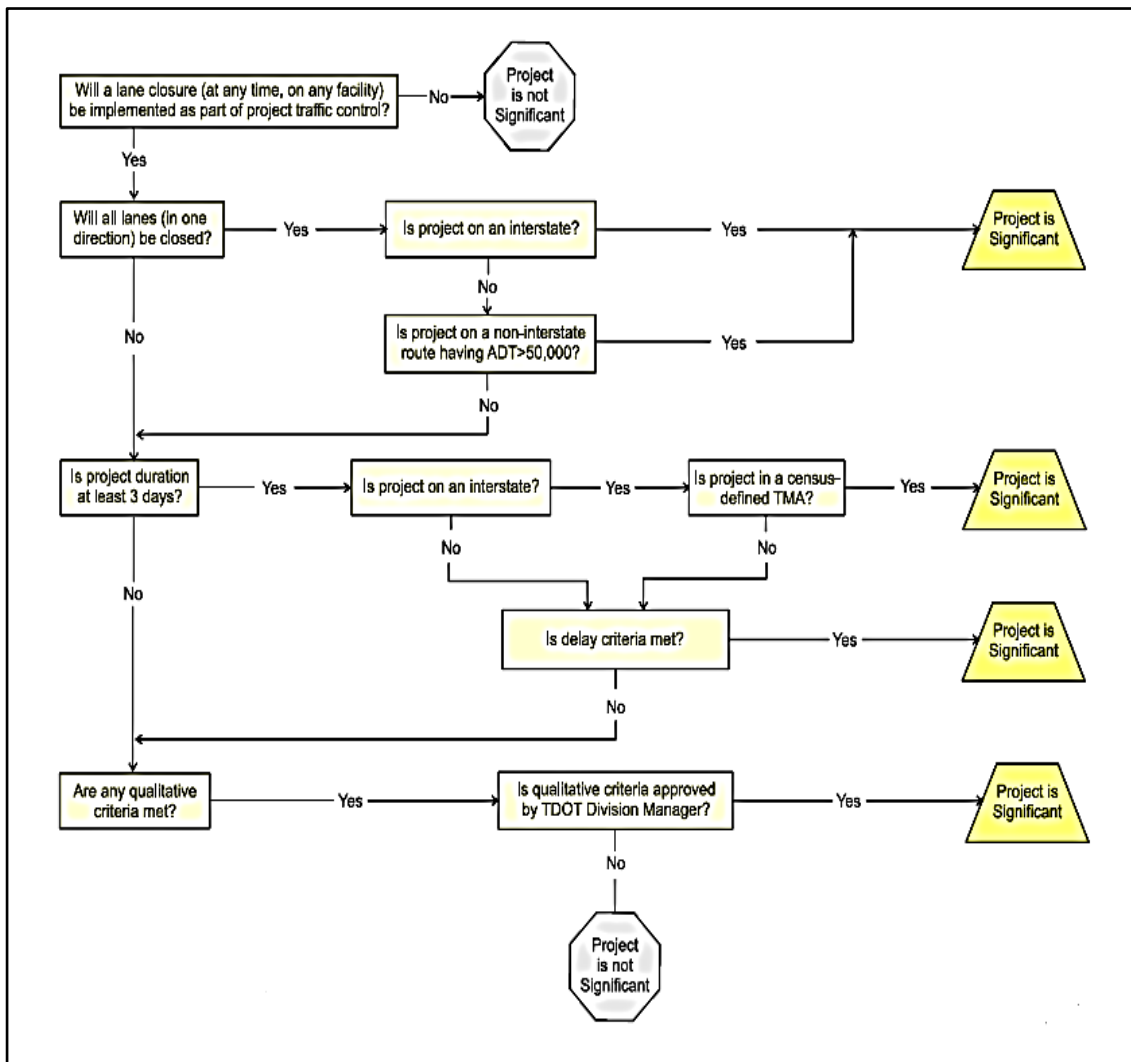 Will a lane closure (at any time, on any facility)
be implemented as part of project traffic control?
No
Project
is not
Significant
Yes
Will all lanes (in one
direction) be closed?
Yes
Is project on an interstate?
Yes
Project is
Significant
No
No
Is project on a non-interstate
route having ADT>50,000?
Yes
No
Is project duration
at least 3 days?
Yes
Is project on an interstate?
Yes
Is project in a census-
defined TMA?
Yes
Project is
Significant
No
No
No
Is delay criteria met?
Yes
Project is
Significant
No
Are any qualitative
criteria met?
Yes
Is qualitative criteria approved
by TDOT Division Manager?
Yes
Project is
Significant
No
Project
is not
Significant